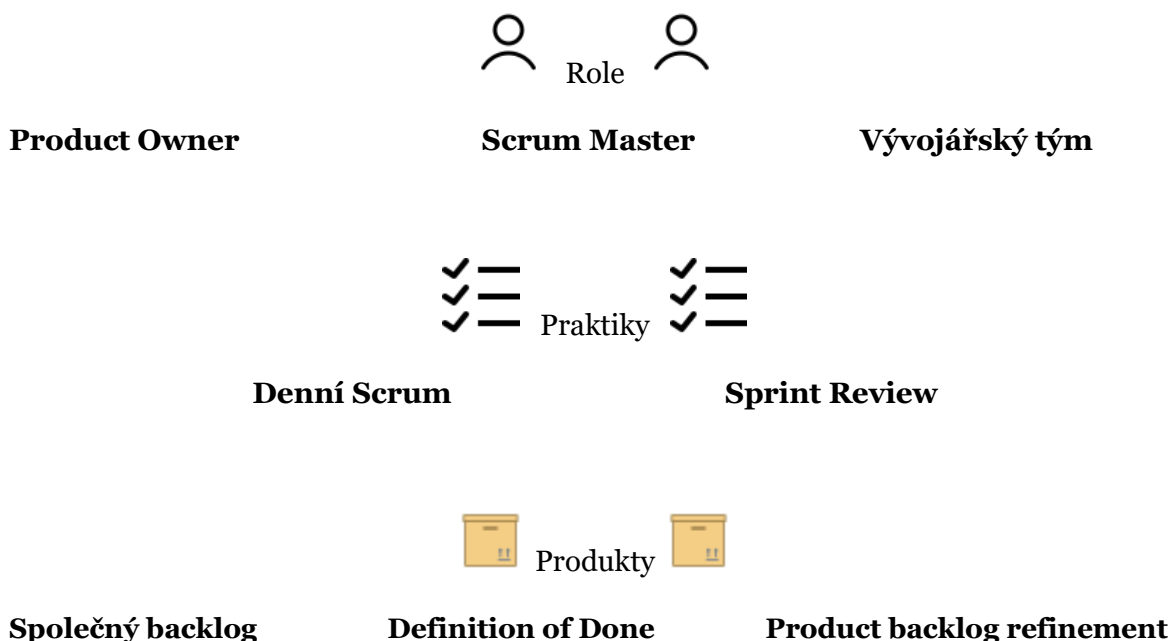 Role
Product Owner Scrum Master Vývojářský tým
Praktiky
Denní Scrum Sprint Review
Produkty
Společný backlog Definition of Done Product backlog refinement